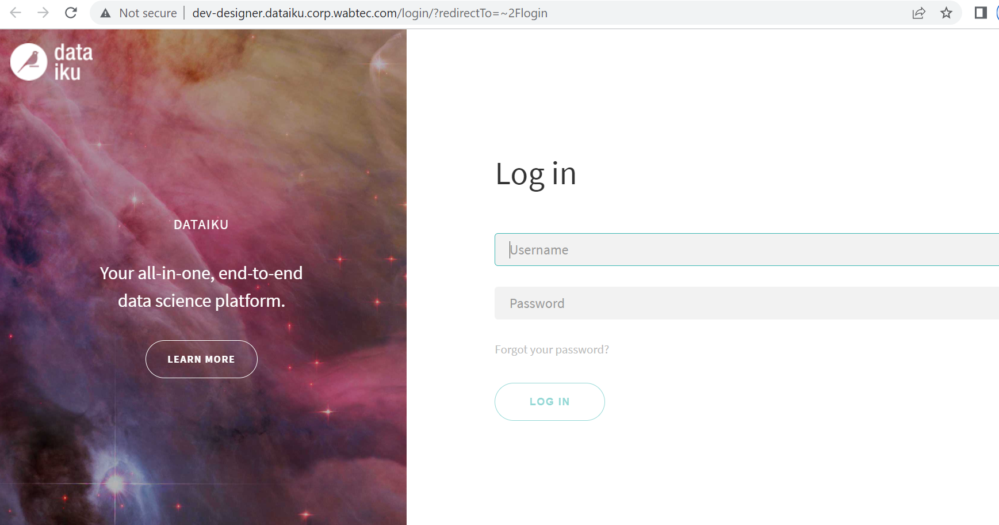 Not secure
dev-designer.dataiku.corp.wabtec.com/login/?redirectTo=~2Flogin
data
iku
DATAIKU
Your all-in-one, end-to-end
data science platform.
LEARN MORE
Log in
Username
Password
Forgot your password?
LOG IN